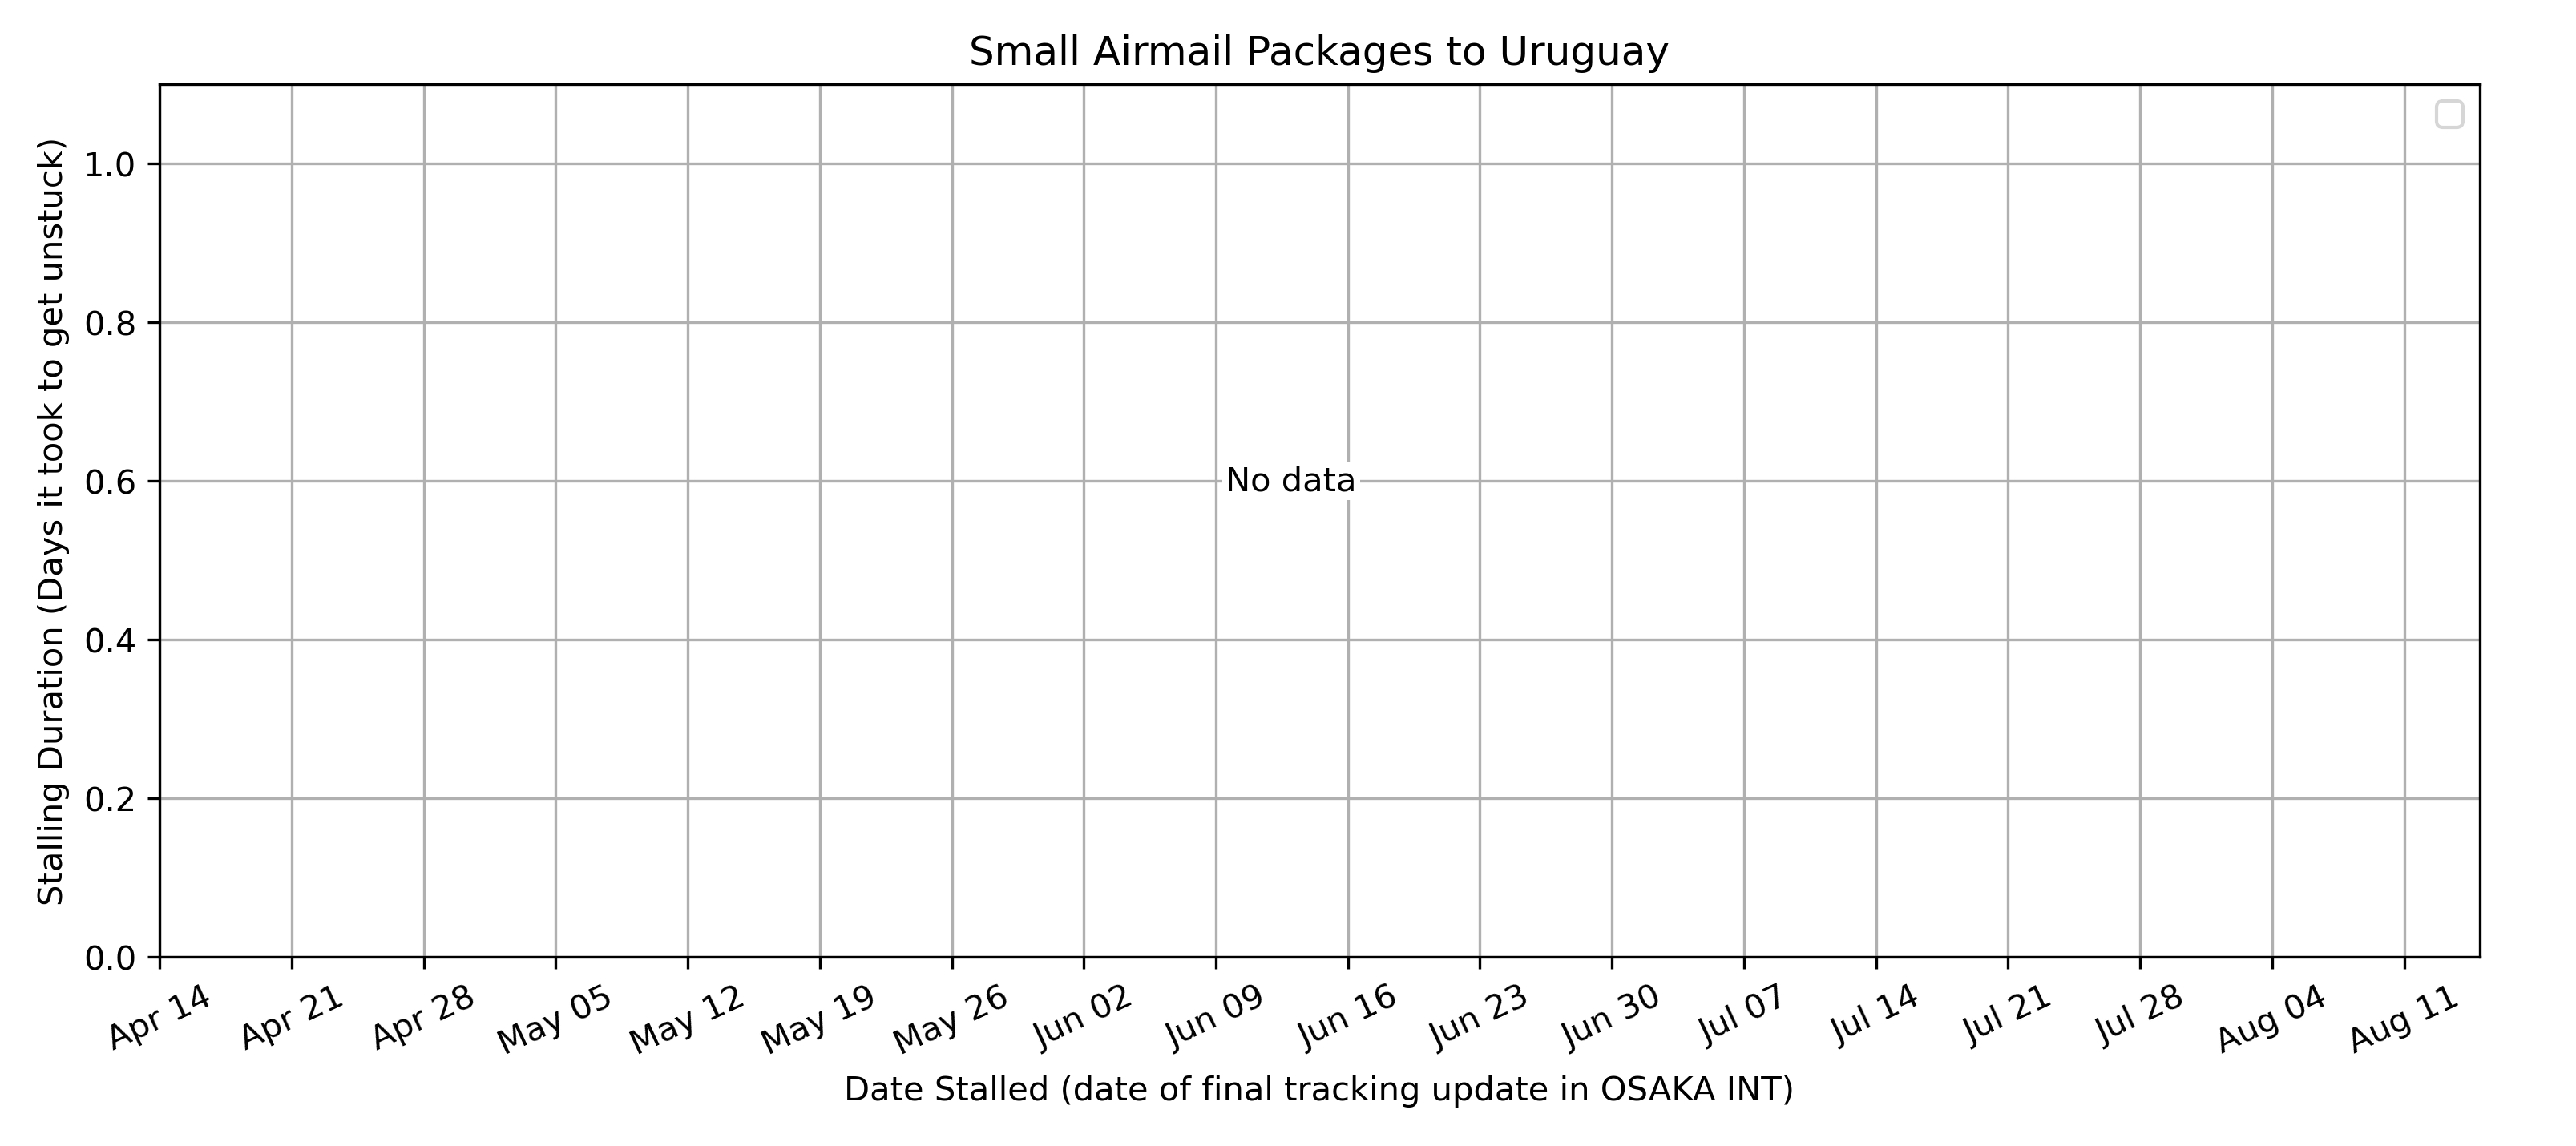 Small Airmail Packages to Uruguay
Stalling Duration (Days it took to get unstuck)
1.0
0.8
0.6
0.4
0.2
0.0
No data
Apr 14 Apr 21 Apr 28 May 05 May 12 May 19 May 26 Jun 02 Jun 09 Jun 16 Jun 23 Jun 30 Jul 07 Jul 14 Jul 21 Jul 28 Aug 04 Aug 11
Date Stalled (date of final tracking update in OSAKA INT)